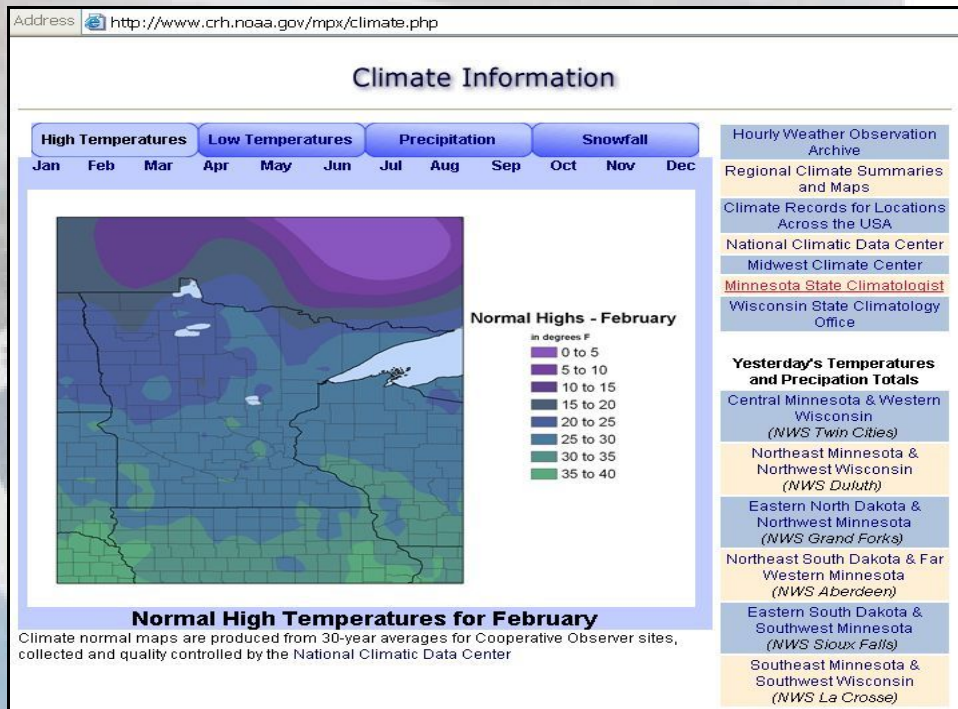 Address http://www.crh.noaa.gov/mpx/climate.php
Climate Information
High Temperatures Low Temperatures Precipitation Snowfall
Jan Feb Mar Apr May Jun Jul Aug Sep Oct Nov Dec
Normal Highs - February
in degrees F
0 to 5
5 to 10
10 to 15
15 to 20
20 to 25
25 to 30
30 to 35
35 to 40
Normal High Temperatures for February
Climate normal maps are produced from 30-year averages for Cooperative Observer sites,
collected and quality controlled by the National Climatic Data Center
Hourly Weather Observation
Archive
Regional Climate Summaries
and Maps
Climate Records for Locations
Across the USA
National Climatic Data Center
Midwest Climate Center
Minnesota State Climatologist
Wisconsin State Climatology
Office
Yesterday's Temperatures
and Precipation Totals
Central Minnesota & Western
Wisconsin
(NWS Twin Cities)
Northeast Minnesota &
Northwest Wisconsin
(NWS Duluth)
Eastern North Dakota &
Northwest Minnesota
(NWS Grand Forks)
Northeast South Dakota & Far
Western Minnesota
(NWS Aberdeen)
Eastern South Dakota &
Southwest Minnesota
(NWS Sioux Falls)
Southeast Minnesota &
Southwest Wisconsin
(NWS La Crosse)